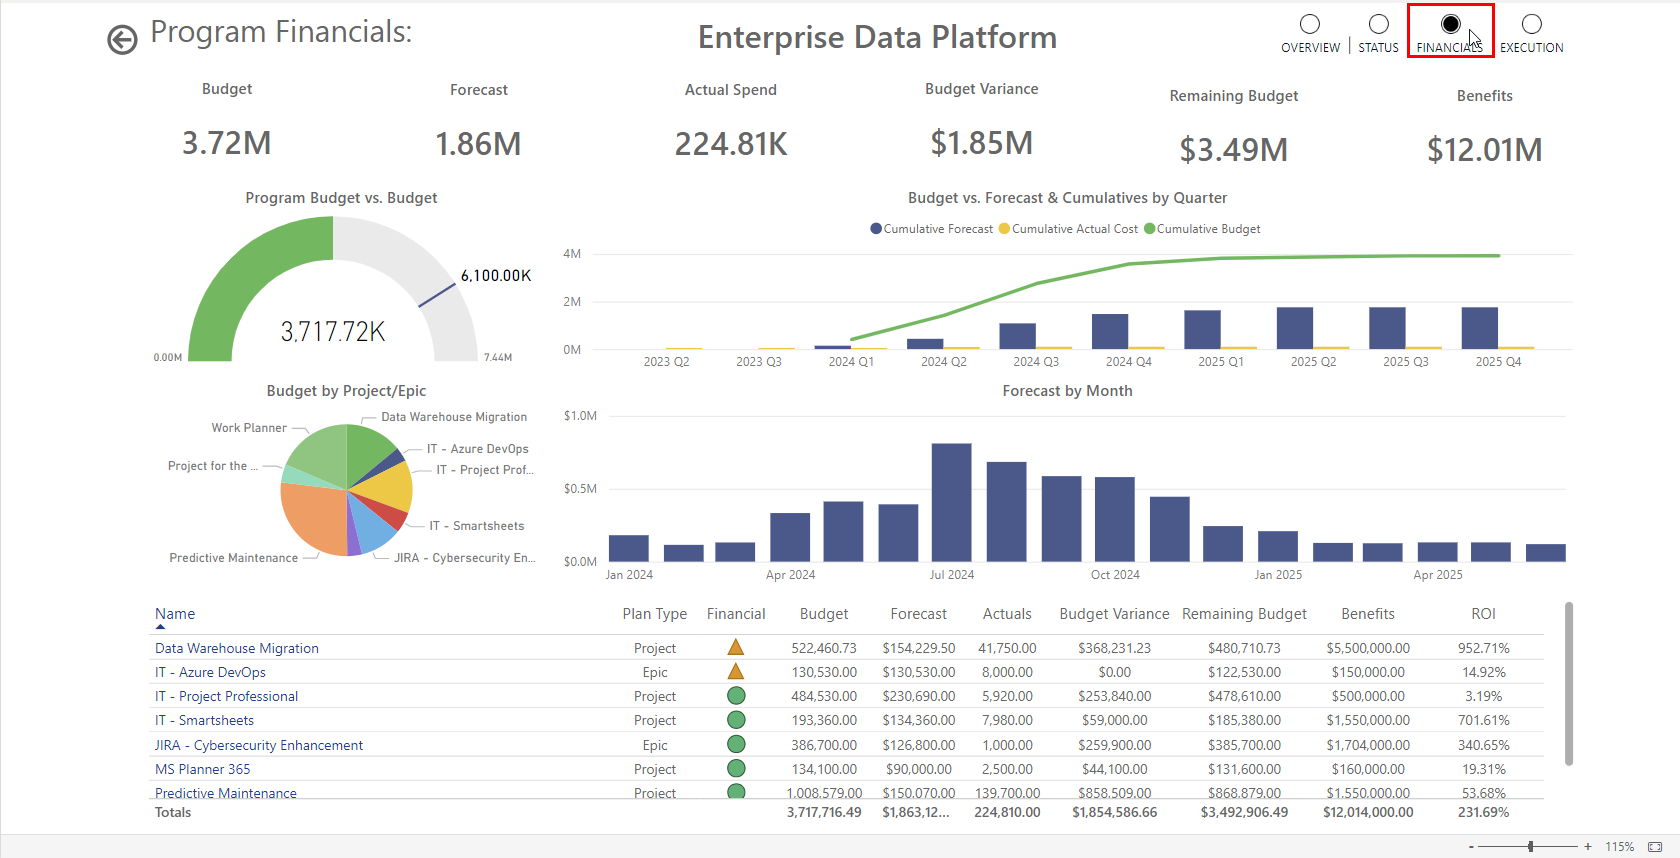 Program Financials:
Enterprise Data Platform
OVERVIEW
STATUS
FINANCIALS
EXECUTION
Budget
3.72M
Forecast
1.86M
Actual Spend
224.81K
Budget Variance
$1.85M
Remaining Budget
$3.49M
Benefits
$12.01M
Program Budget vs. Budget
6,100.00K
3,717.72K
0.00M
7.44M
Budget vs. Forecast & Cumulatives by Quarter
Cumulative Forecast Cumulative Actual Cost Cumulative Budget
4M
2M
0M
2023 Q2 2023 Q3 2024 Q1 2024 Q2 2024 Q3 2024 Q4 2025 Q1 2025 Q2 2025 Q3 2025 Q4
Budget by Project/Epic
Data Warehouse Migration
Work Planner
IT - Azure DevOps
Project for the ...
IT - Project Prof...
IT - Smartsheets
Predictive Maintenance
JIRA - Cybersecurity En...
Forecast by Month
$1.0M
$0.5M
$0.0M
Jan 2024 Apr 2024 Jul 2024 Oct 2024 Jan 2025 Apr 2025
Name Plan Type Financial Budget Forecast Actuals Budget Variance Remaining Budget Benefits ROI
Data Warehouse Migration Project 522,460.73 $154,229.50 41,750.00 $368,231.23 $480,710.73 $5,500,000.00 952.71%
IT - Azure DevOps Epic 130,530.00 $130,530.00 8,000.00 $0.00 $122,530.00 $150,000.00 14.92%
IT - Project Professional Project 484,530.00 $230,690.00 5,920.00 $253,840.00 $478,610.00 $500,000.00 3.19%
IT - Smartsheets Project 193,360.00 $134,360.00 7,980.00 $59,000.00 $185,380.00 $1,550,000.00 701.61%
JIRA - Cybersecurity Enhancement Epic 386,700.00 $126,800.00 1,000.00 $259,900.00 $385,700.00 $1,704,000.00 340.65%
MS Planner 365 Project 134,100.00 $90,000.00 2,500.00 $44,100.00 $131,600.00 $160,000.00 19.31%
Predictive Maintenance Project 1,008,579.00 $150,070.00 139,700.00 $858,509.00 $868,879.00 $1,550,000.00 53.68%
Totals 3,717,716.49 $1,863,12... 224,810.00 $1,854,586.66 $3,492,906.49 $12,014,000.00 231.69%
- + 115%